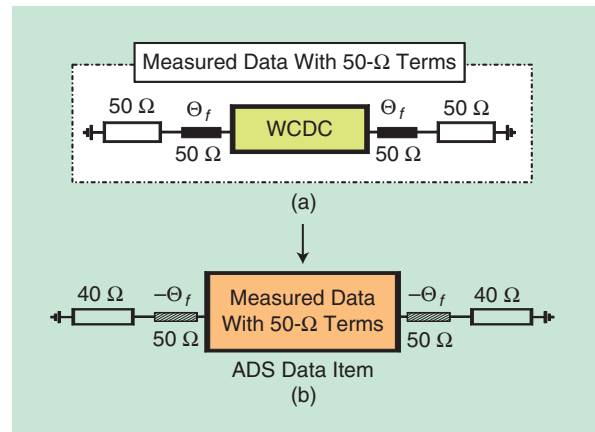 Measured Data With 50-Ω Terms
50 Ω Θf Θf 50 Ω
WCDC
50 Ω 50 Ω
(a)
40 Ω −Θf −Θf 40 Ω
Measured Data
With 50-Ω Terms
50 Ω 50 Ω
ADS Data Item
(b)